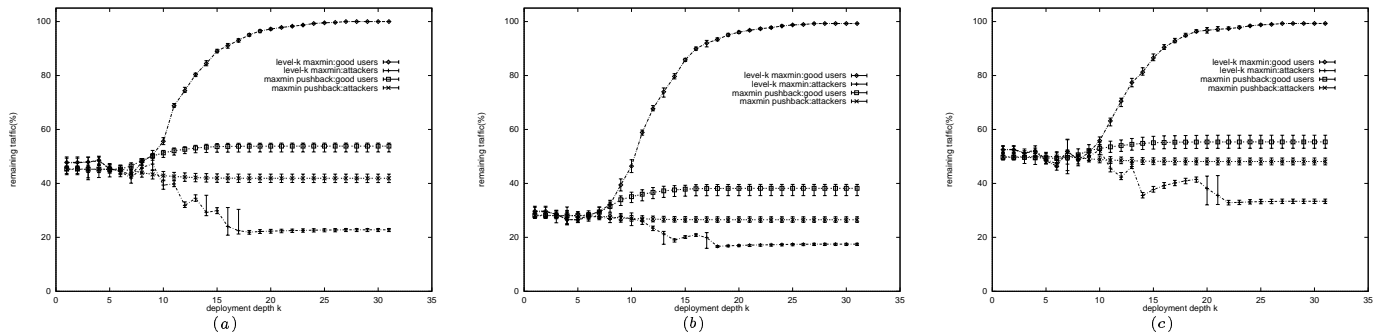 100
80
60
40
20
0
0 5 10 15 20 25 30 35
remaining traffic(%)
deployment depth k
level-k maxmin:good users
level-k maxmin:attackers
maxmin pushback:good users
maxmin pushback:attackers
(a)
100
80
60
40
20
0
0 5 10 15 20 25 30 35
remaining traffic(%)
deployment depth k
level-k maxmin:good users
level-k maxmin:attackers
maxmin pushback:good users
maxmin pushback:attackers
(b)
100
80
60
40
20
0
0 5 10 15 20 25 30 35
remaining traffic(%)
deployment depth k
level-k maxmin:good users
level-k maxmin:attackers
maxmin pushback:good users
maxmin pushback:attackers
(c)